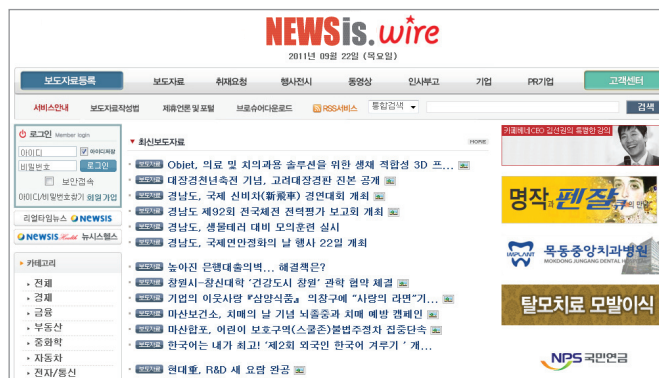 NEWSis.wire
2011년 09월 22일 (목요일)
보도자료등록 보도자료 취재요청 행사전시 동영상 인사부고 기업 PR기업 고객센터
서비스안내 보도자료작성법 제휴언론및포털 브로슈어다운로드 RSS서비스 통합검색 검색
로그인 Member login
아이디 아이디저장
비밀번호 로그인
보안접속
아이디/비밀번호찾기 회원가입
리얼타임뉴스 NEWSIS
NEWSIS Health 뉴시스헬스
카테고리
전체
경제
금융
부동산
중화학
자동차
전자/통신
최신보도자료 MORE
보도자료 Objet, 의료 및 치의과용 솔루션을 위한 생체 적합성 3D 프...
보도자료 대장경천년축전 기념, 고려대장경판 진본 공개
보도자료 경남도, 국제 신비차(新飛車) 경연대회 개최
보도자료 경남도 제92회 전국체전 전력평가 보고회 개최
보도자료 경남도, 생물테러 대비 모의훈련 실시
보도자료 경남도, 국제연안정화의 날 행사 22일 개최
보도자료 높아진 은행대출의벽... 해결책은?
보도자료 창원시-창신대학 '건강도시 창원' 관학 협약 체결
보도자료 기업의 이웃사랑 『삼양식품』 의창구에 “사랑의 라면”기...
보도자료 마산보건소, 치매의 날 기념 뇌졸중과 치매 예방 캠페인
보도자료 마산합포, 어린이 보호구역(스쿨존)불법주정차 집중단속
보도자료 한국어는 내가 최고! ‘제2회 외국인 한국어 겨루기 ’ 개...
보도자료 현대重, R&D 새 요람 완공
카페베네CEO 김선권의 특별한 강의
명작과 펜잘큐의 만남
IMPLANT 목동중앙치과병원
MOKDONG JUNGANG DENTAL HOSPITAL
탈모치료 모발이식
NPS 국민연금